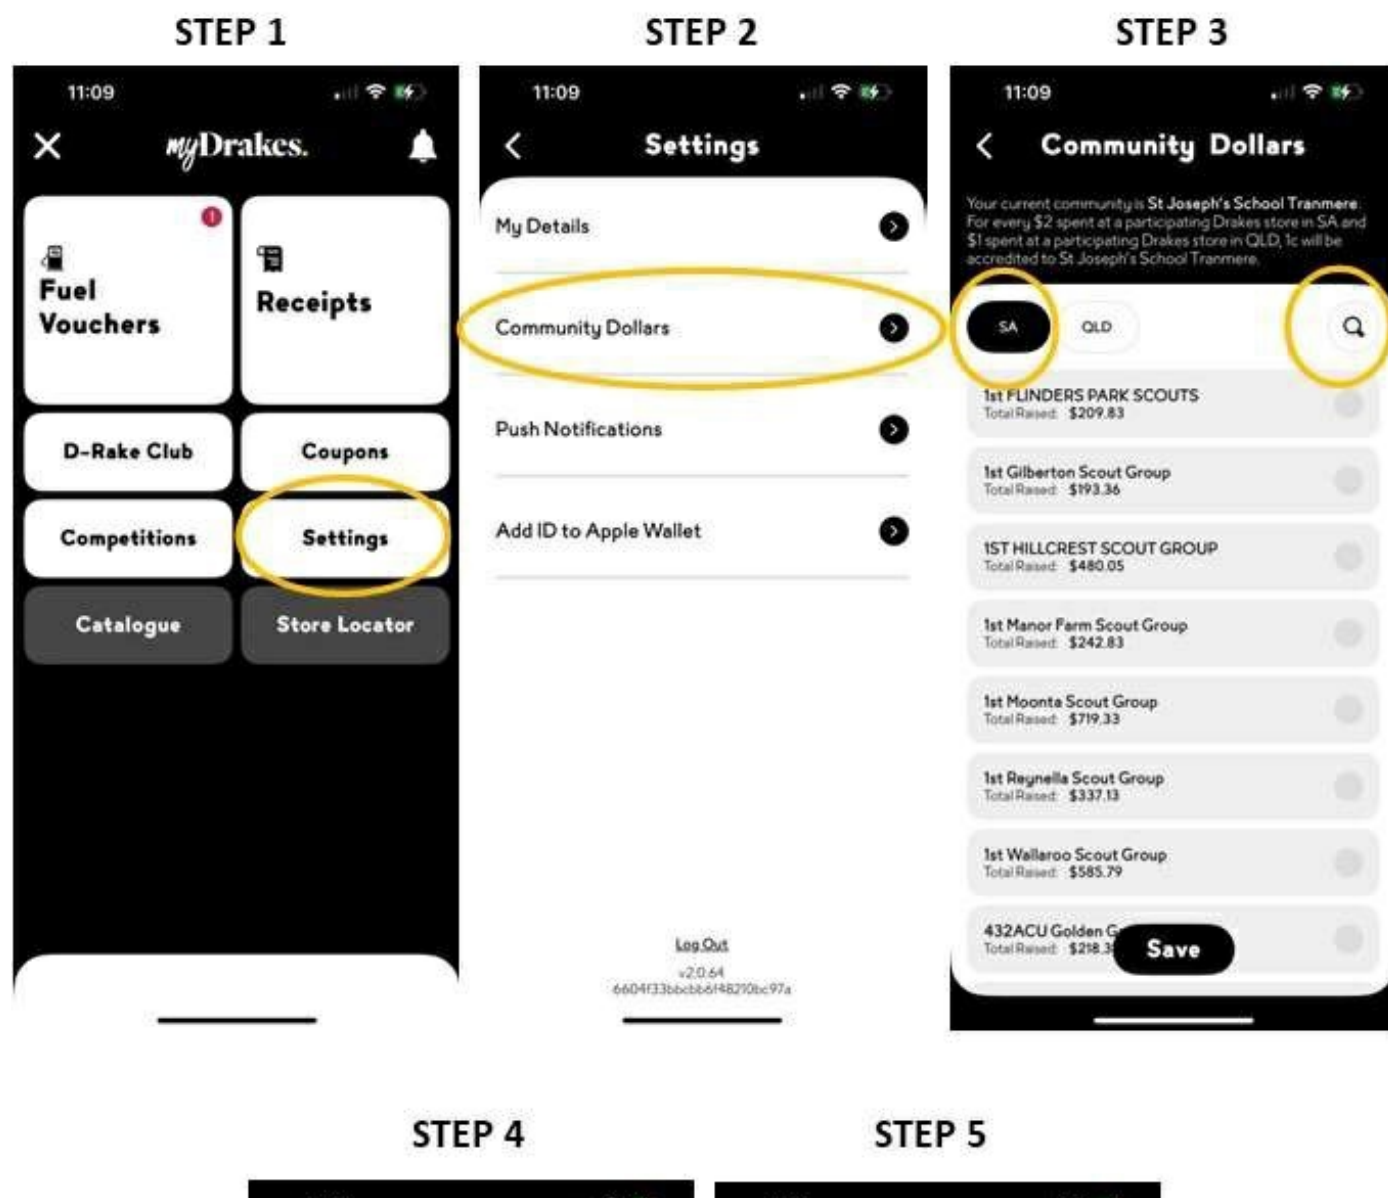 STEP 1
STEP 2
STEP 3
11:09
myDrakes.
1
Fuel
Vouchers
Receipts
D-Rake Club
Coupons
Competitions
Settings
Catalogue
Store Locator
11:09
Settings
My Details
Community Dollars
Push Notifications
Add ID to Apple Wallet
Log Out
v2.0.64
11:09
Community Dollars
Your current community is St Joseph's School Tranmere.
For every $2 spent at a participating Drakes store in SA and
$1 spent at a participating Drakes store in QLD, 1c will be
accredited to St Joseph's School Tranmere.
SA
QLD
1st FLINDERS PARK SCOUTS
Total Raised: $209.83
1st Gilberton Scout Group
Total Raised: $193.36
1ST HILLCREST SCOUT GROUP
Total Raised: $480.05
1st Manor Farm Scout Group
Total Raised: $242.83
1st Moonta Scout Group
Total Raised: $719.33
1st Reynella Scout Group
Total Raised: $337.13
1st Wallaroo Scout Group
Total Raised: $585.79
432ACU Golden G
Total Raised: $218.3
Save
STEP 4
STEP 5